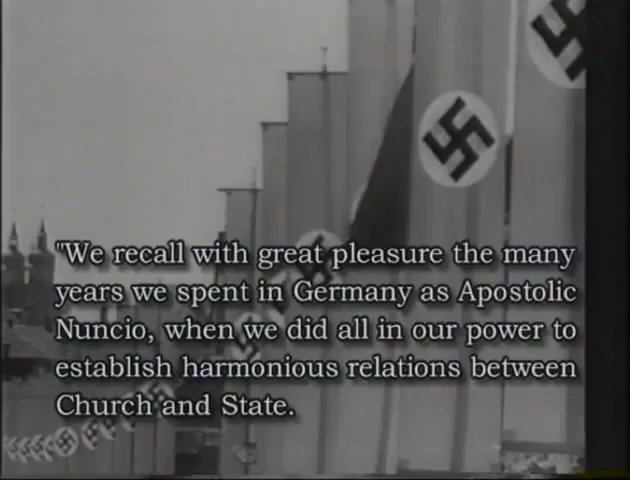 "We recall with great pleasure the many
years we spent in Germany as Apostolic
Nuncio, when we did all in our power to
establish harmonious relations between
Church and State.